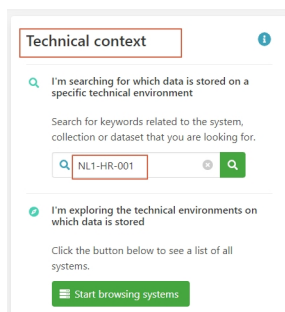 Technical context
I'm searching for which data is stored on a
specific technical environment
Search for keywords related to the system,
collection or dataset that you are looking for.
NL1-HR-001
I'm exploring the technical environments on
which data is stored
Click the button below to see a list of all
systems.
Start browsing systems